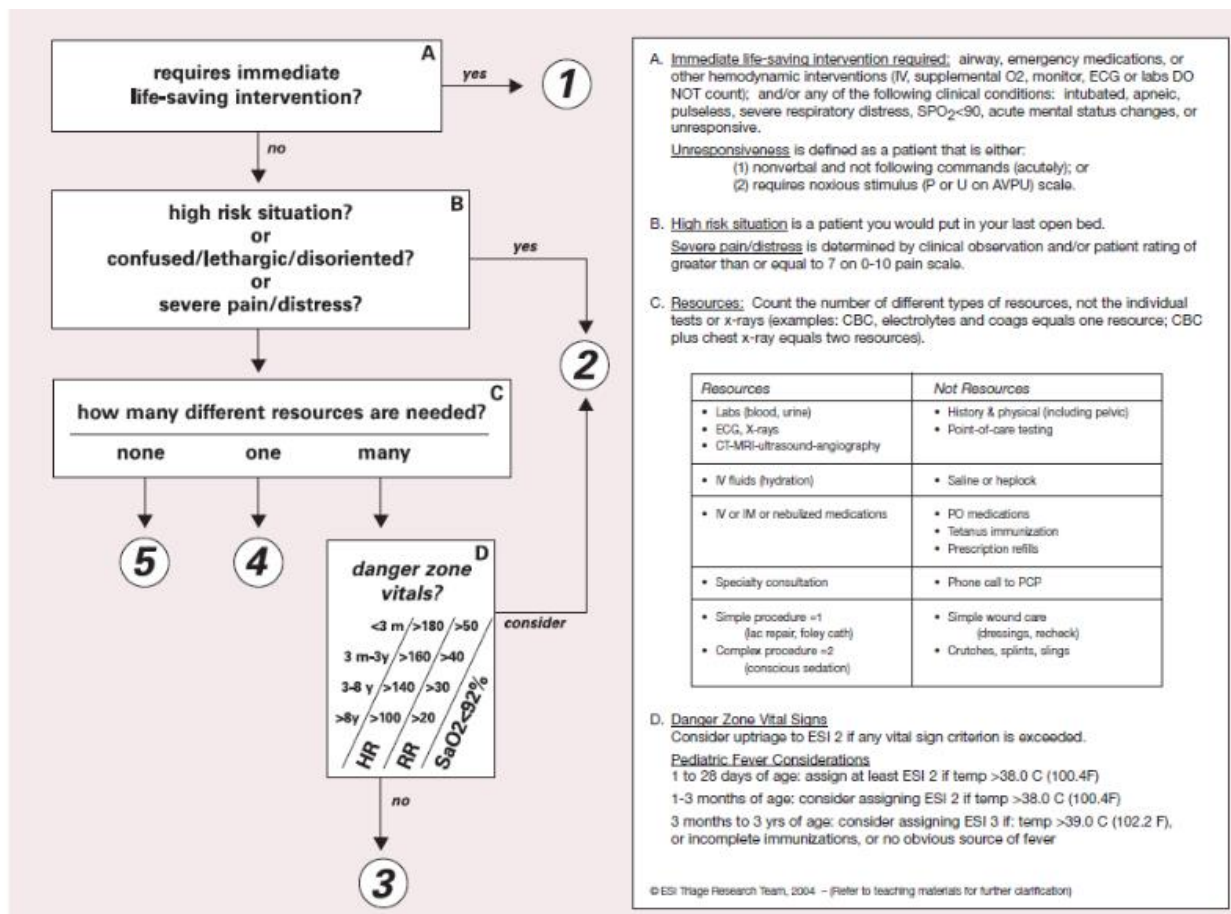 A
requires immediate
life-saving intervention?
yes
1
no
B
high risk situation?
or
confused/lethargic/disoriented?
or
severe pain/distress?
yes
2
C
how many different resources are needed?
none one many
5
4
D
danger zone
vitals?
<3 m >180 >50
3 m-3y >160 >40
3-8 y >140 >30
>8y >100 >20
HR RR SaO2<92%
consider
no
3
A. Immediate life-saving intervention required: airway, emergency medications, or
other hemodynamic interventions (IV, supplemental O2, monitor, ECG or labs DO
NOT count); and/or any of the following clinical conditions: intubated, apneic,
pulseless, severe respiratory distress, SPO2<90, acute mental status changes, or
unresponsive.
Unresponsiveness is defined as a patient that is either:
(1) nonverbal and not following commands (acutely); or
(2) requires noxious stimulus (P or U on AVPU) scale.
B. High risk situation is a patient you would put in your last open bed.
Severe pain/distress is determined by clinical observation and/or patient rating of
greater than or equal to 7 on 0-10 pain scale.
C. Resources: Count the number of different types of resources, not the individual
tests or x-rays (examples: CBC, electrolytes and coags equals one resource; CBC
plus chest x-ray equals two resources).
Resources Not Resources
• Labs (blood, urine)
• ECG, X-rays
• CT-MRI-ultrasound-angiography
• History & physical (including pelvic)
• Point-of-care testing
• IV fluids (hydration)
• Saline or heplock
• IV or IM or nebulized medications
• PO medications
• Tetanus immunization
• Prescription refills
• Specialty consultation
• Phone call to PCP
• Simple procedure =1
(lac repair, foley cath)
• Complex procedure =2
(conscious sedation)
• Simple wound care
(dressings, recheck)
• Crutches, splints, slings
D. Danger Zone Vital Signs
Consider uptriage to ESI 2 if any vital sign criterion is exceeded.
Pediatric Fever Considerations
1 to 28 days of age: assign at least ESI 2 if temp >38.0 C (100.4F)
1-3 months of age: consider assigning ESI 2 if temp >38.0 C (100.4F)
3 months to 3 yrs of age: consider assigning ESI 3 if: temp >39.0 C (102.2 F),
or incomplete immunizations, or no obvious source of fever
© ESI Triage Research Team, 2004 – (Refer to teaching materials for further clarification)